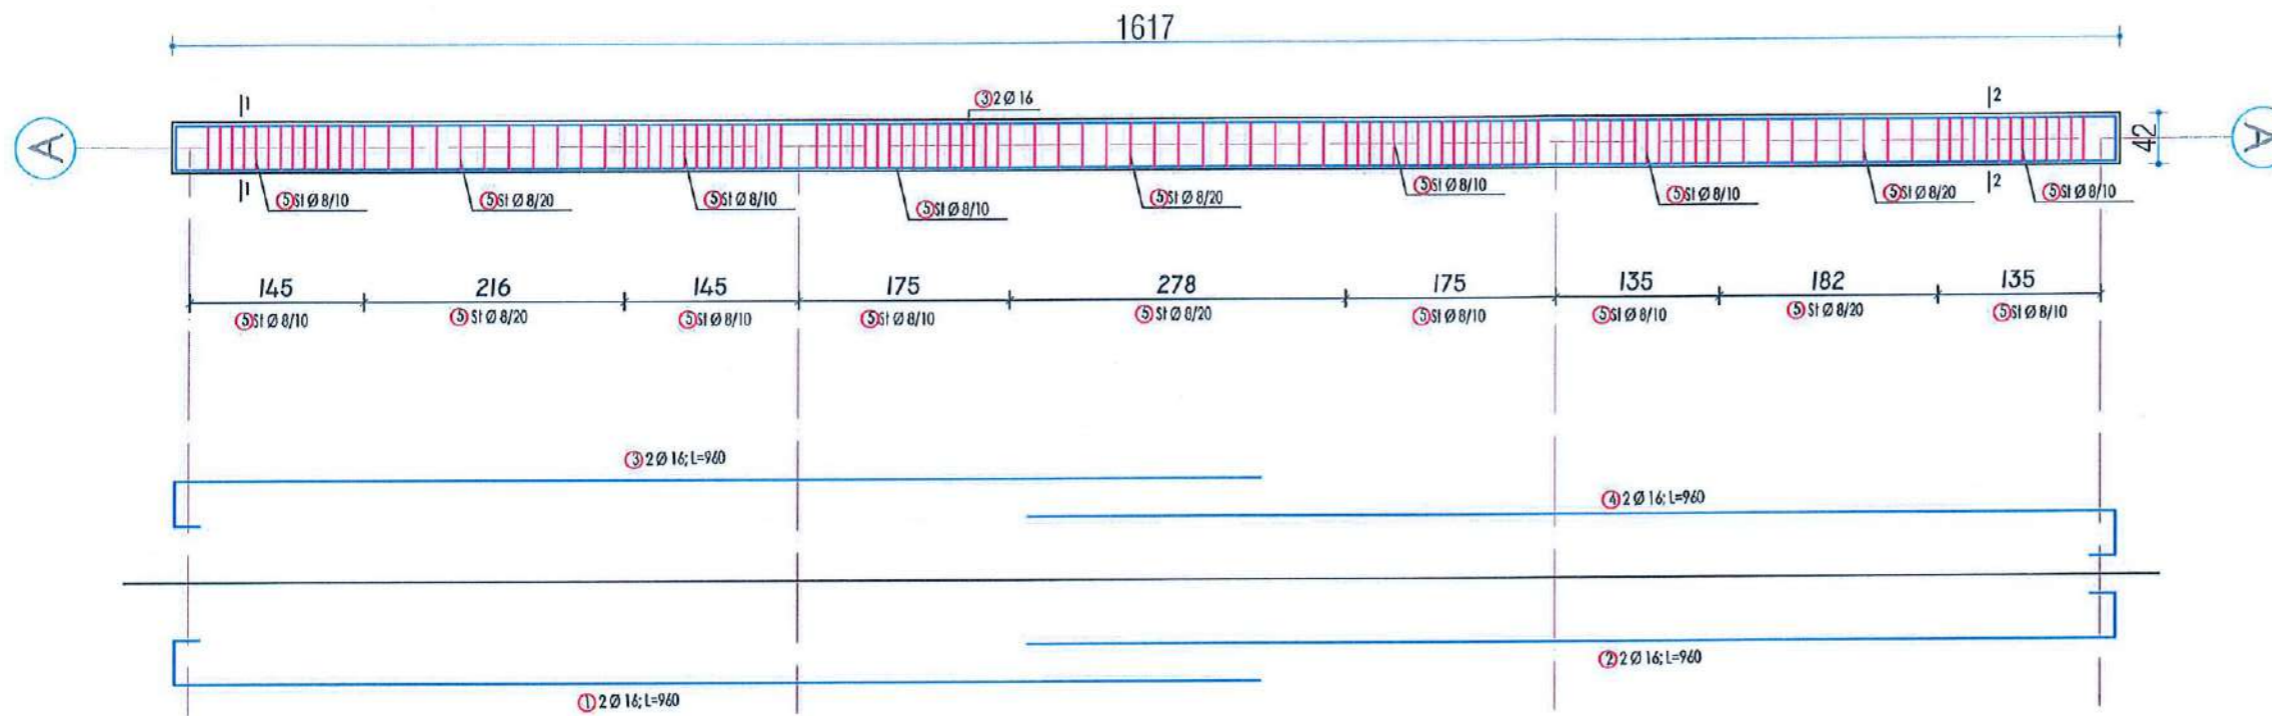 1617
1
2
③2 Ø 16
A
A
42
1
2
⑤St Ø 8/10
⑤St Ø 8/20
⑤St Ø 8/10
⑤St Ø 8/10
⑤St Ø 8/20
⑤St Ø 8/10
⑤St Ø 8/10
⑤St Ø 8/20
⑤St Ø 8/10
145 216 145 175 278 175 135 182 135
⑤St Ø 8/10 ⑤St Ø 8/20 ⑤St Ø 8/10 ⑤St Ø 8/10 ⑤St Ø 8/20 ⑤St Ø 8/10 ⑤St Ø 8/10 ⑤St Ø 8/20 ⑤St Ø 8/10
③2 Ø 16; L=960
④2 Ø 16; L=960
②2 Ø 16; L=960
①2 Ø 16; L=960